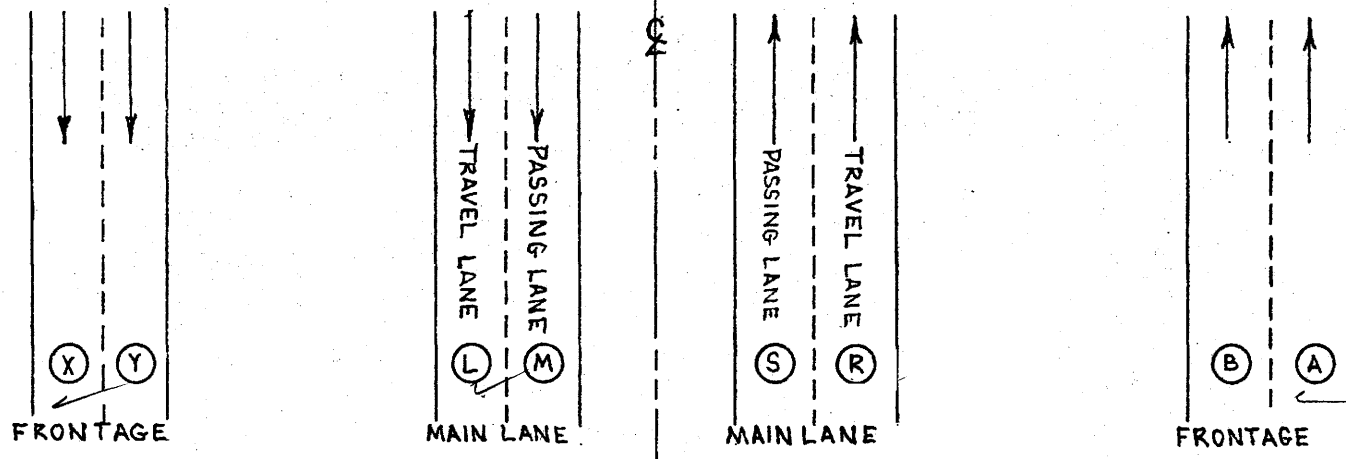 ℄
TRAVEL LANE
PASSING LANE
PASSING LANE
TRAVEL LANE
X Y L M S R B A
FRONTAGE MAIN LANE MAIN LANE FRONTAGE